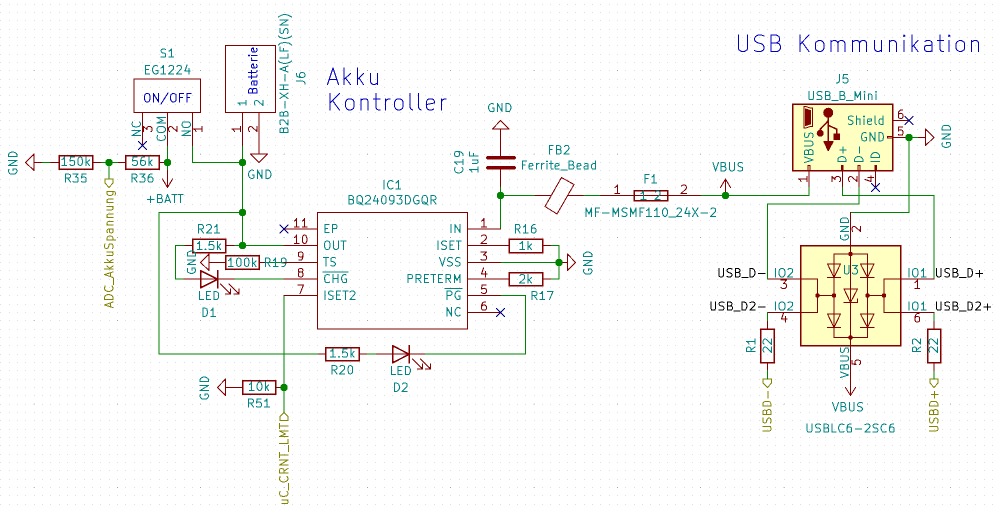 USB Kommunikation
Akku
Kontroller
S1
EG1224
ON/OFF
NC
COM
NO
3
2
1
Batterie
1
2
J6
B2B-XH-A(LF)(SN)
1
2
GND
GND
150k
R35
56k
R36
+BATT
ADC_AkkuSpannung
GND
C19
1uF
FB2
Ferrite_Bead
1
F1
2
1 2
MF-MSMF110_24X-2
VBUS
J5
USB_B_Mini
Shield
6
GND
5
GND
VBUS
D+
D-
ID
1
3
2
4
IC1
BQ24093DGQR
11
EP
10
OUT
9
TS
8
CHG
7
ISET2
IN
1
ISET
2
VSS
3
PRETERM
4
PG
5
NC
6
R21
1.5k
GND
100k
R19
LED
D1
R16
1k
2k
R17
GND
1.5k
R20
LED
D2
GND
10k
R51
uC_CRNT_LMTD
GND
2
U3
USB_D-
IO2
3
USB_D2-
IO2
4
IO1
USB_D+
1
IO1
USB_D2+
6
R1
22
R2
22
USBD-
USBD+
VBUS
5
VBUS
USBLC6-2SC6